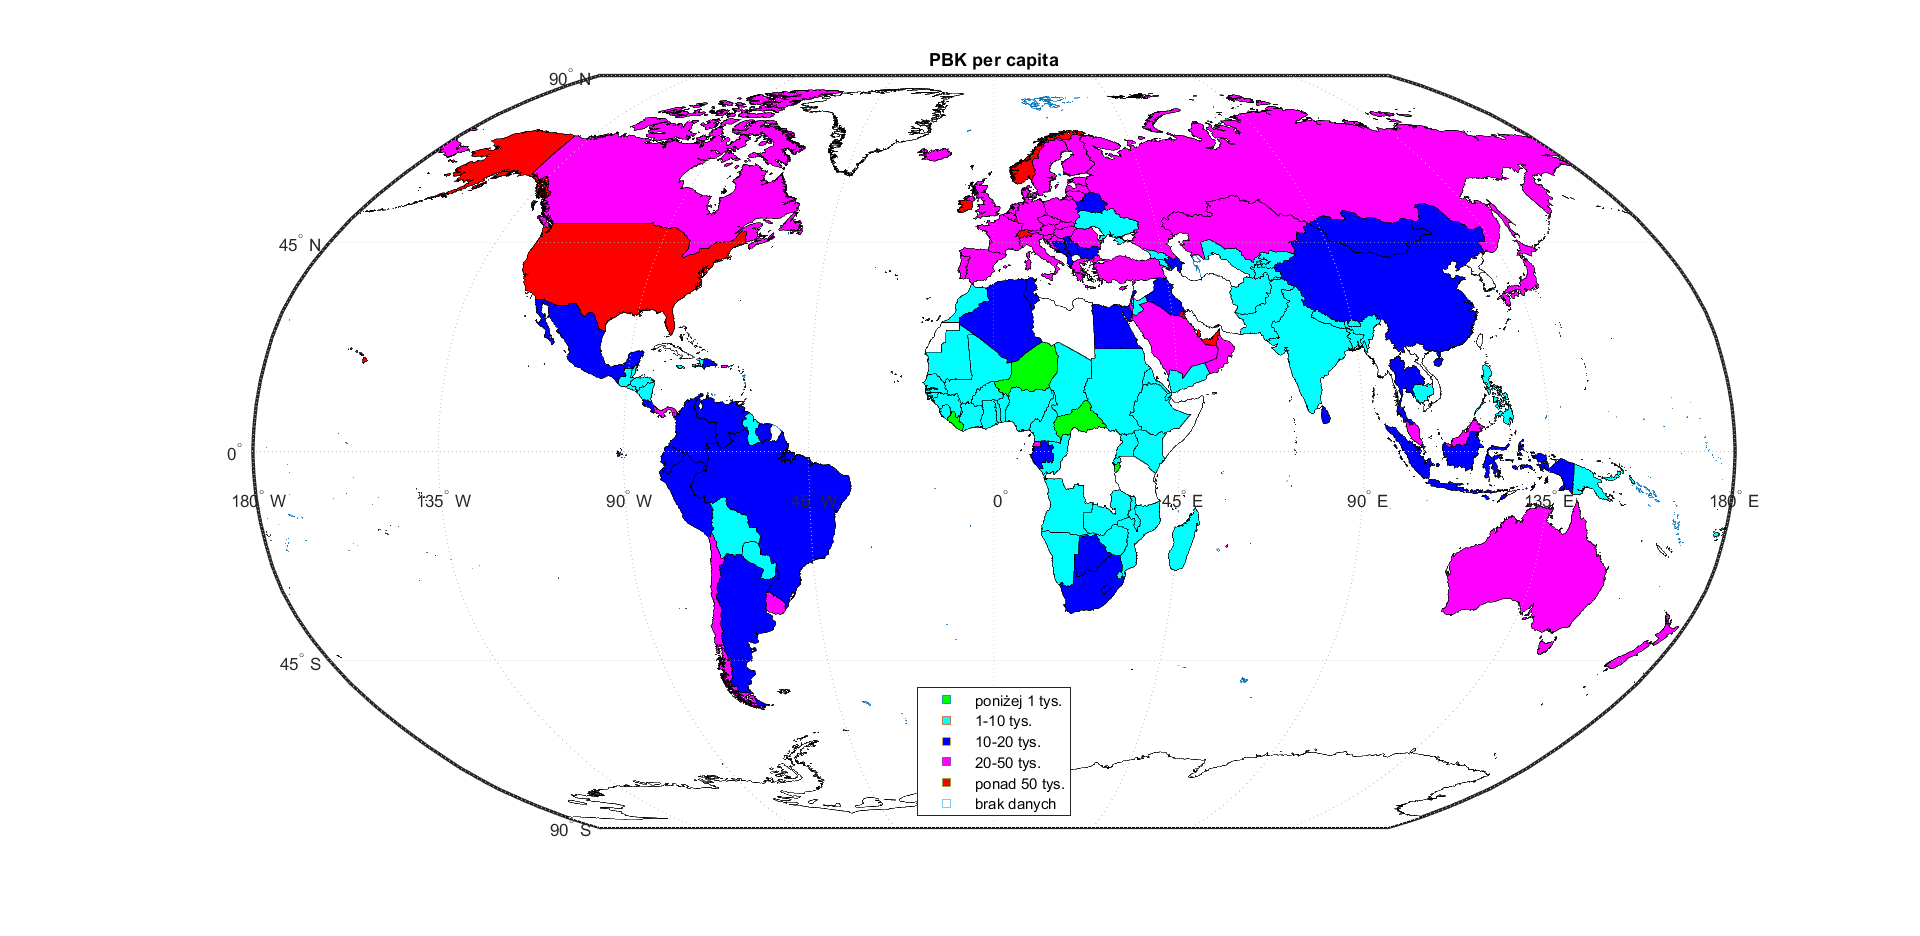 PBK per capita
90° N
45° N
0°
180° W
135° W
90° W
45° W
0°
45° E
90° E
135° E
180° E
45° S
90° S
poniżej 1 tys.
1-10 tys.
10-20 tys.
20-50 tys.
ponad 50 tys.
brak danych